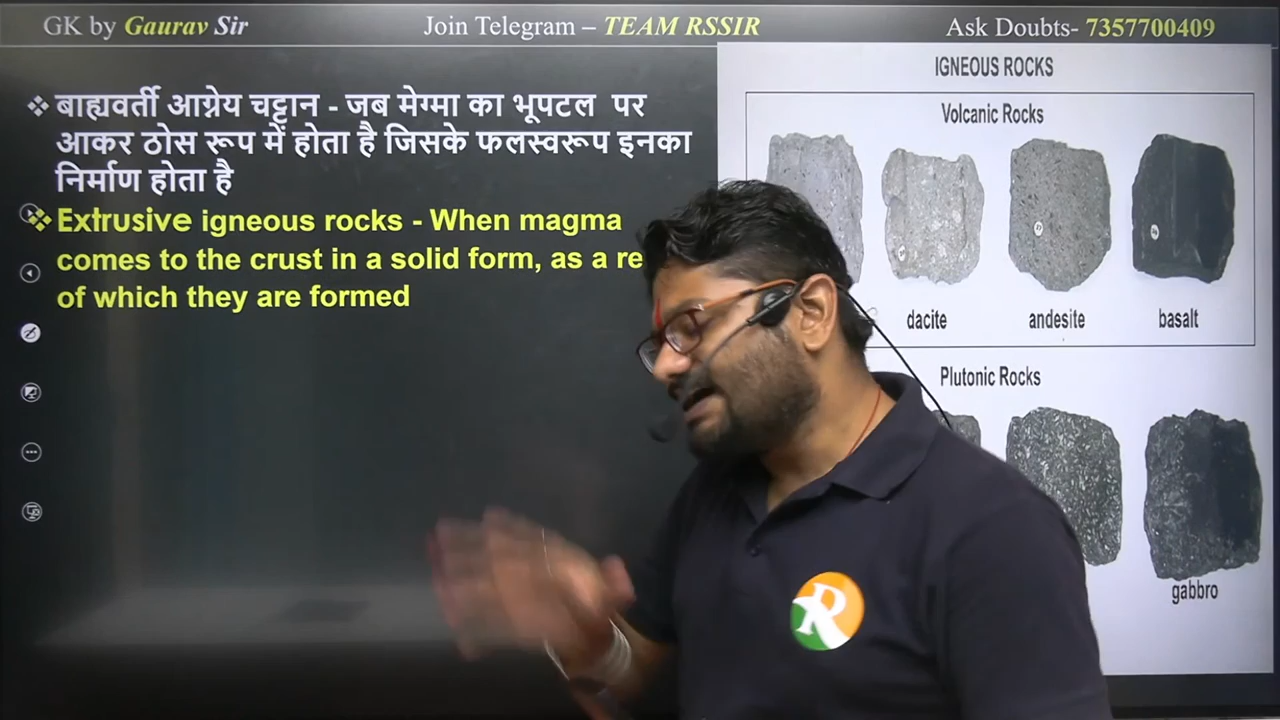 GK by Gaurav Sir
Join Telegram – TEAM RSSIR
Ask Doubts- 7357700409
❖ बाह्यवर्ती आग्नेय चट्टान - जब मेग्मा का भूपटल पर
आकर ठोस रूप में होता है जिसके फलस्वरूप इनका
निर्माण होता है
❖ Extrusive igneous rocks - When magma
comes to the crust in a solid form, as a
of which they are formed
IGNEOUS ROCKS
Volcanic Rocks
dacite
andesite
basalt
Plutonic Rocks
gabbro
R